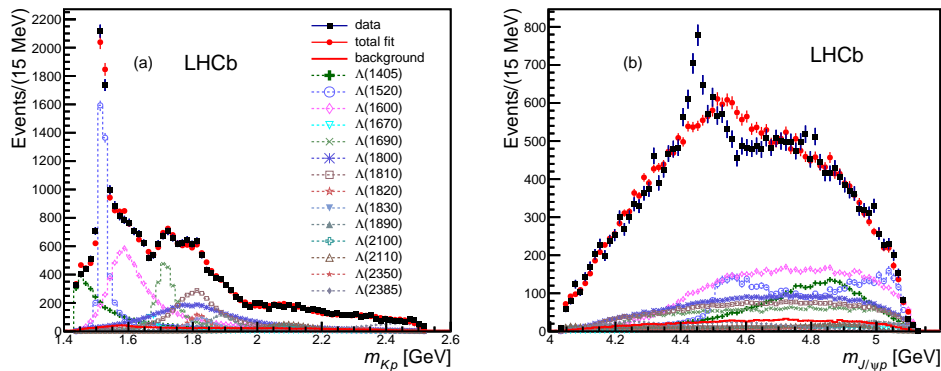 Events/(15 MeV)
2200
2000
1800
1600
1400
1200
1000
800
600
400
200
0
1.4
1.6
1.8
2
2.2
2.4
2.6
m_{Kp} [GeV]
(a)
LHCb
data
total fit
background
Λ(1405)
Λ(1520)
Λ(1600)
Λ(1670)
Λ(1690)
Λ(1800)
Λ(1810)
Λ(1820)
Λ(1830)
Λ(1890)
Λ(2100)
Λ(2110)
Λ(2350)
Λ(2385)
Events/(15 MeV)
800
700
600
500
400
300
200
100
0
4
4.2
4.4
4.6
4.8
5
m_{J/ψp} [GeV]
(b)
LHCb